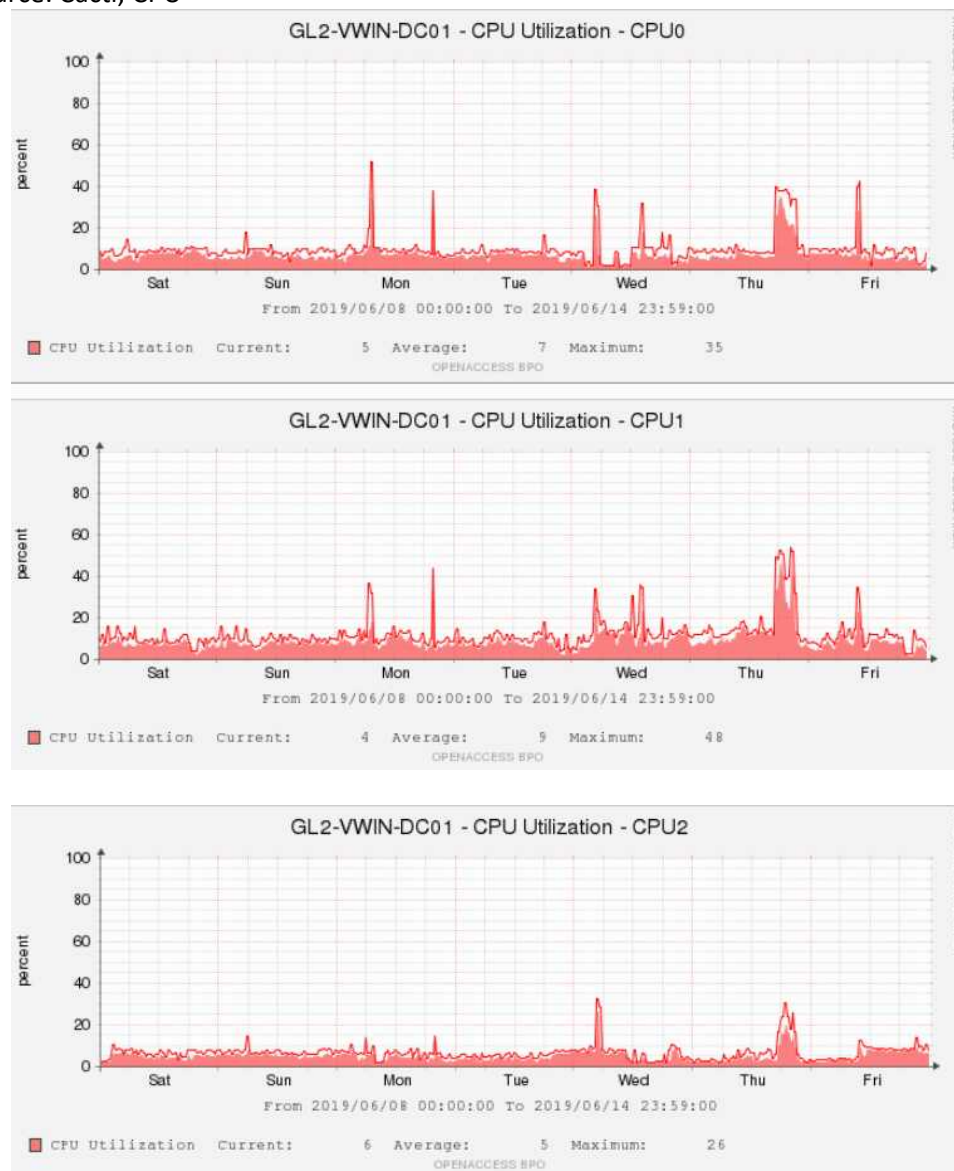 GL2-VWIN-DC01 - CPU Utilization - CPU0
100
80
60
40
20
0
percent
Sat Sun Mon Tue Wed Thu Fri
From 2019/06/08 00:00:00 To 2019/06/14 23:59:00
CPU Utilization Current: 5 Average: 7 Maximum: 35
OPENACCESS BPO
GL2-VWIN-DC01 - CPU Utilization - CPU1
100
80
60
40
20
0
percent
Sat Sun Mon Tue Wed Thu Fri
From 2019/06/08 00:00:00 To 2019/06/14 23:59:00
CPU Utilization Current: 4 Average: 9 Maximum: 48
OPENACCESS BPO
GL2-VWIN-DC01 - CPU Utilization - CPU2
100
80
60
40
20
0
percent
Sat Sun Mon Tue Wed Thu Fri
From 2019/06/08 00:00:00 To 2019/06/14 23:59:00
CPU Utilization Current: 6 Average: 5 Maximum: 26
OPENACCESS BPO